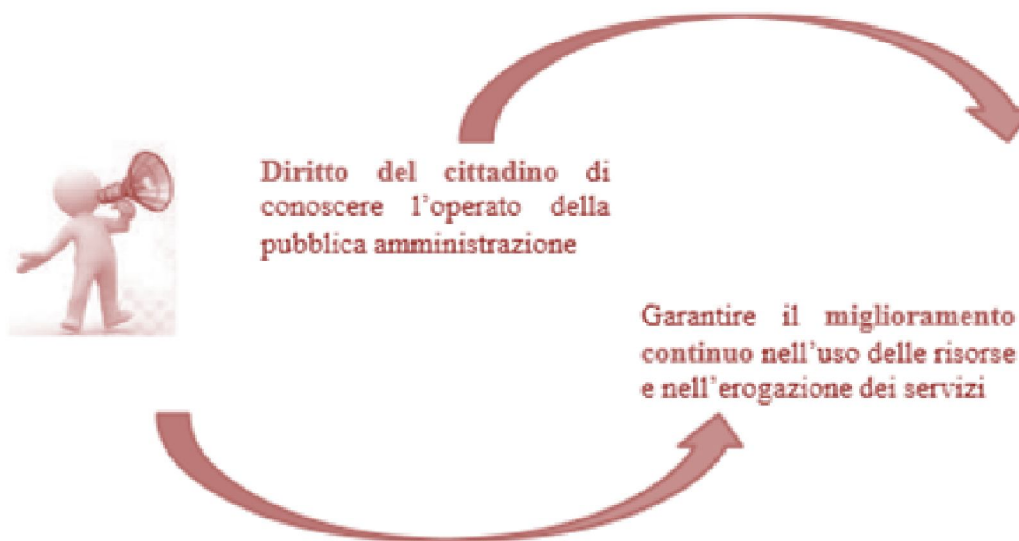 Diritto del cittadino di
conoscere l'operato della
pubblica amministrazione
Garantire il miglioramento
continuo nell'uso delle risorse
e nell'erogazione dei servizi